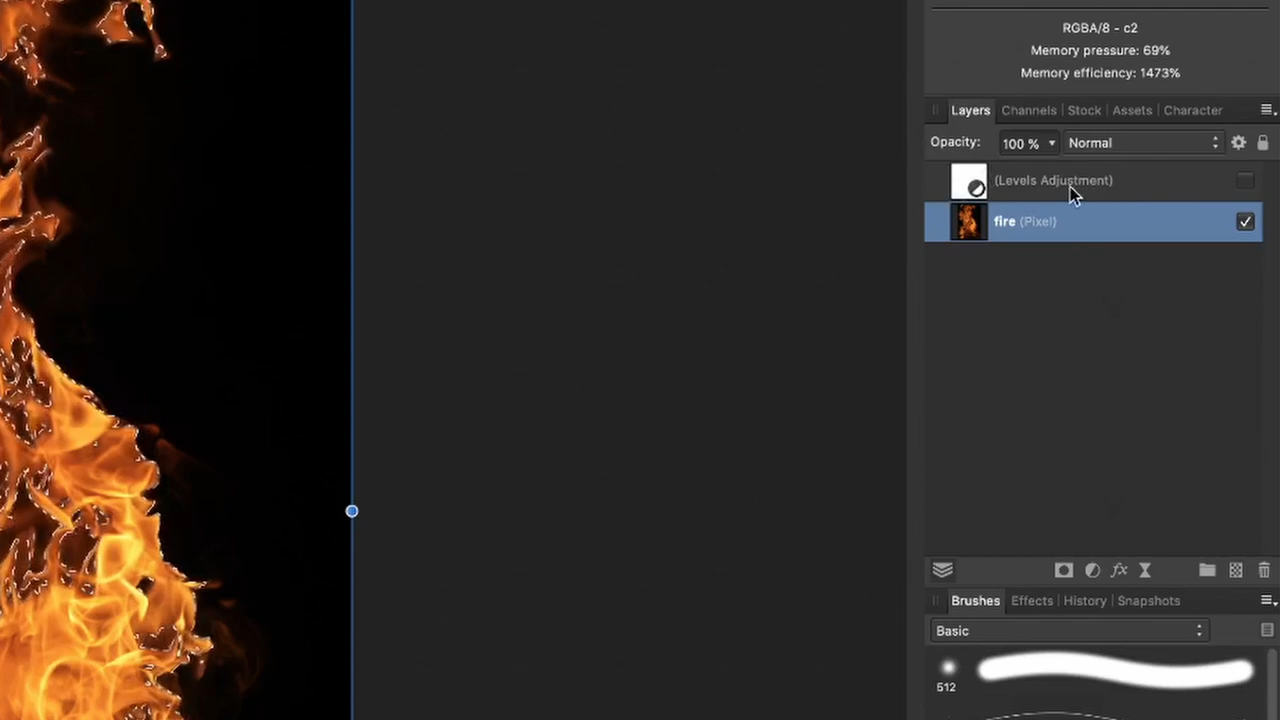 RGBA/8 - c2
Memory pressure: 69%
Memory efficiency: 1473%
Layers Channels | Stock | Assets | Character
Opacity: 100 % Normal
(Levels Adjustment)
fire (Pixel)
fx
Brushes Effects | History | Snapshots
Basic
512